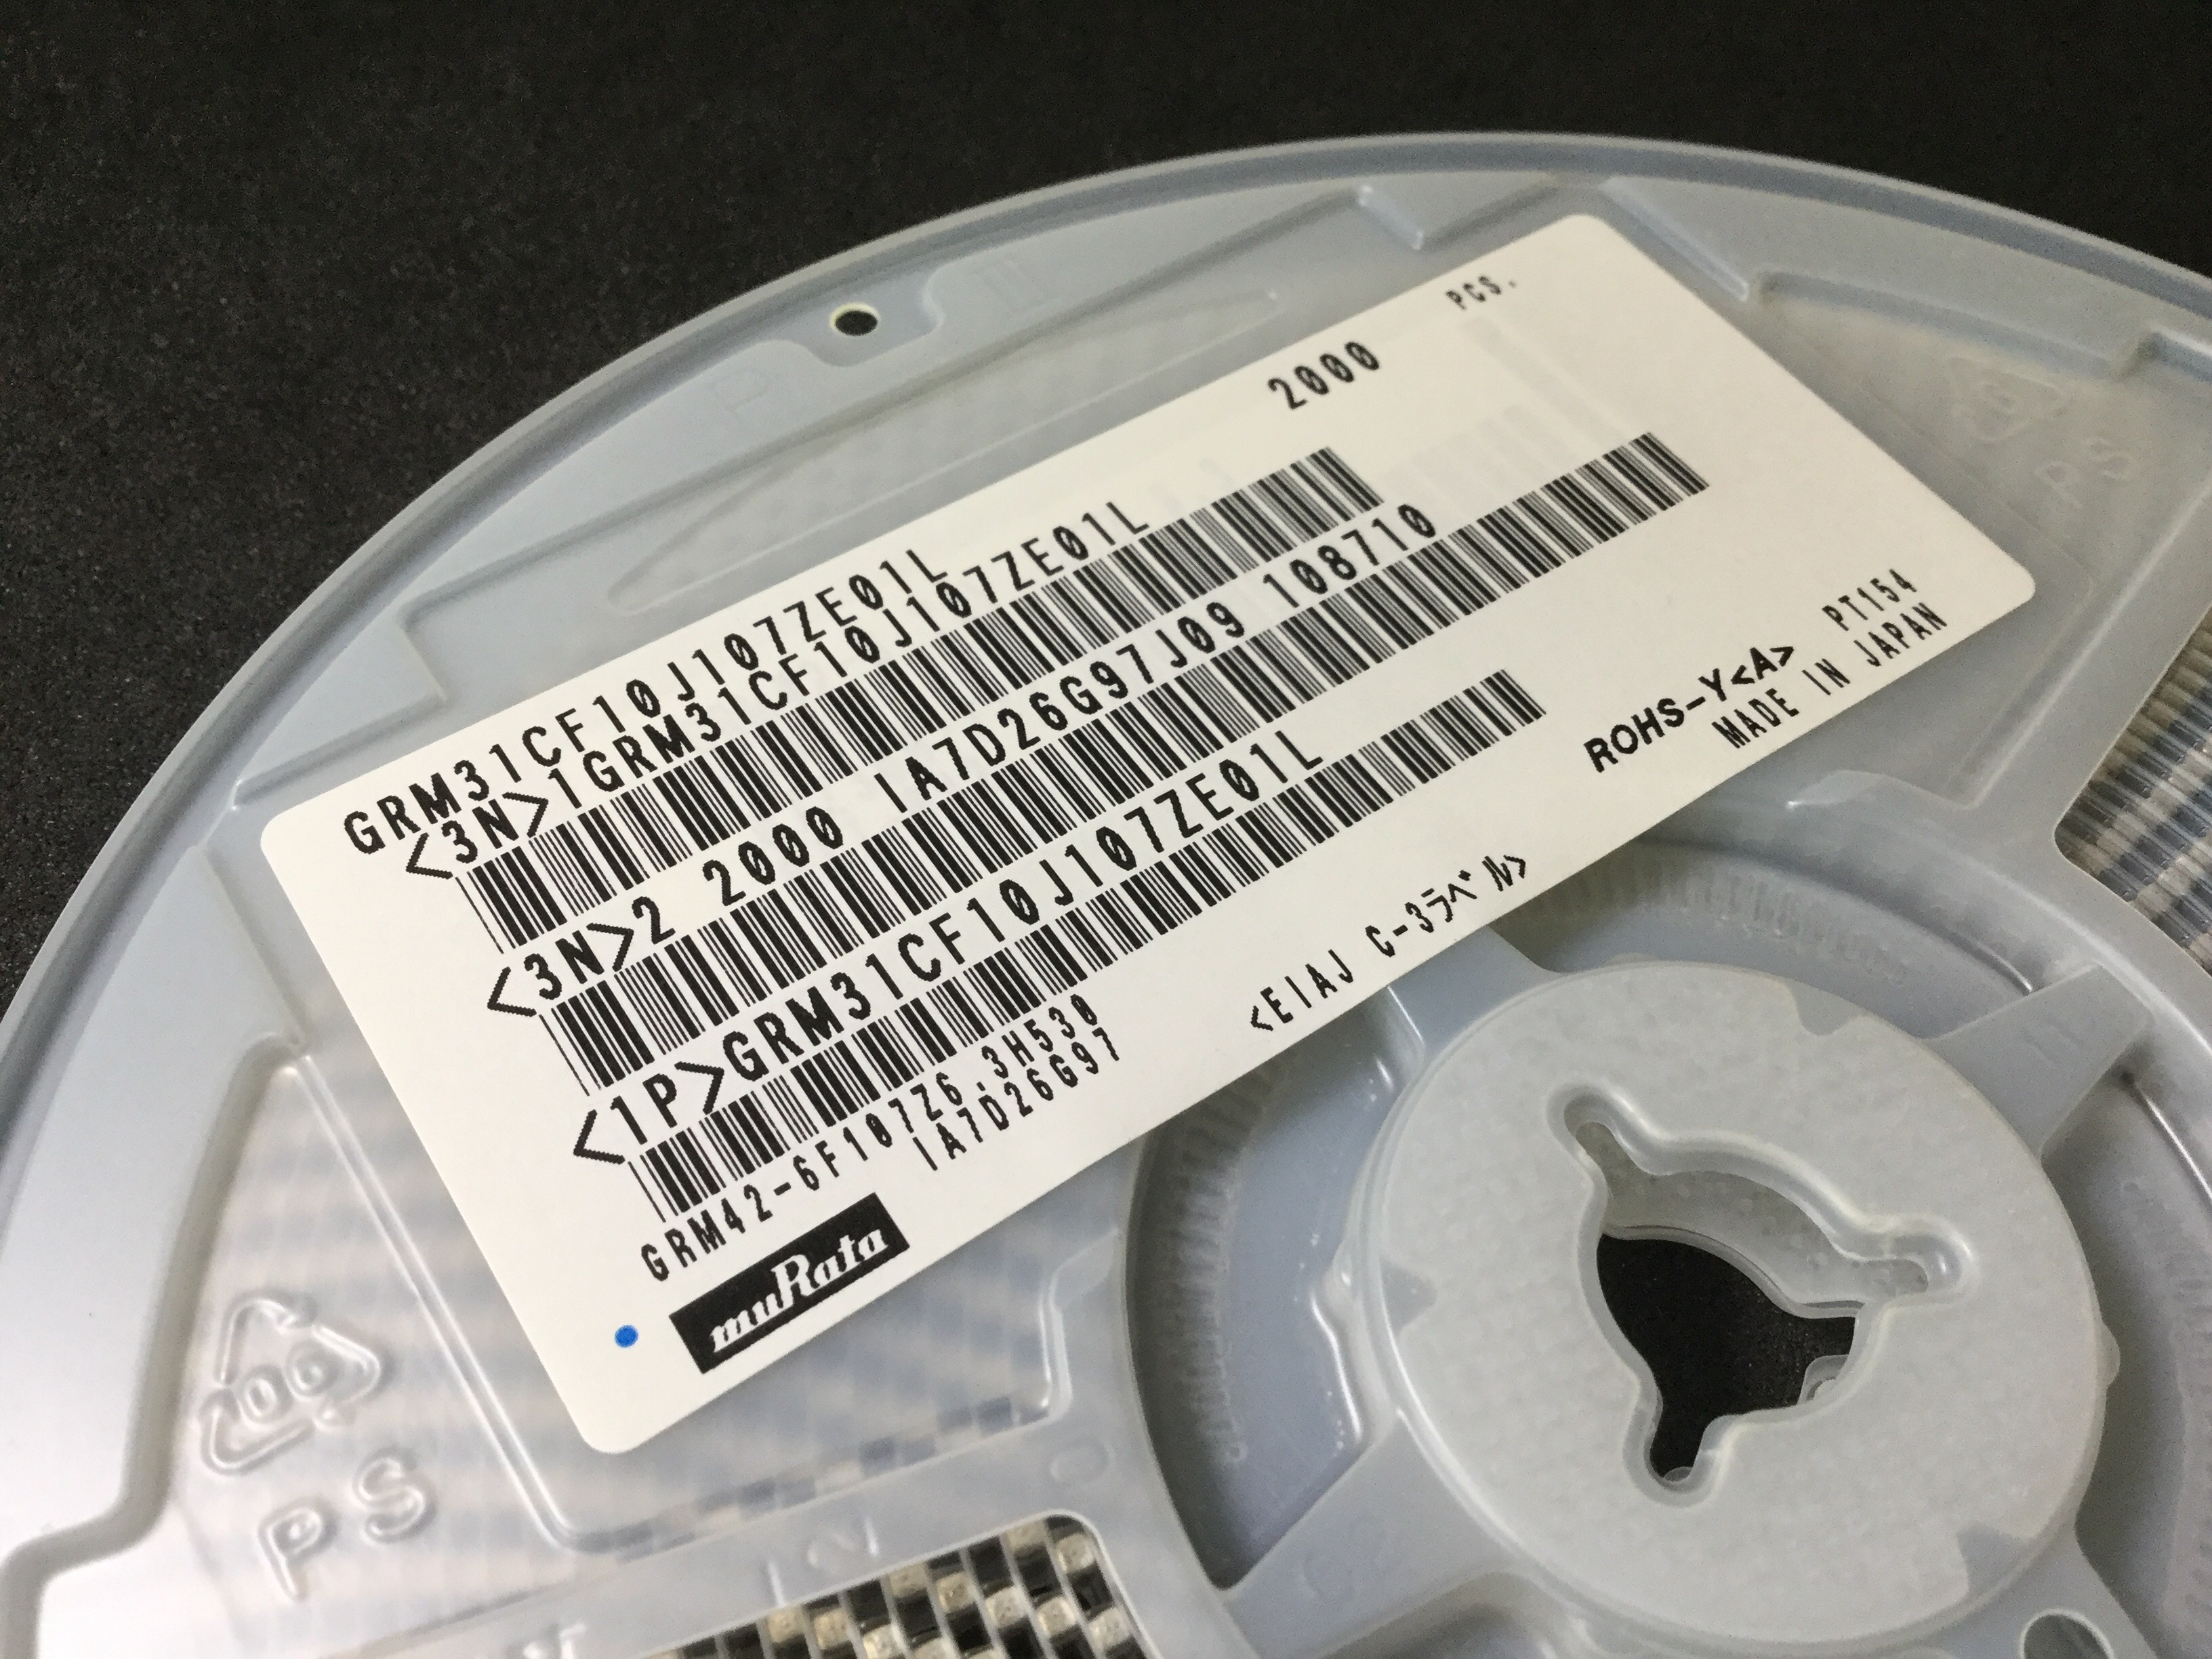 PCS.
2000
GRM31CF10J107ZE01L
<3N>1GRM31CF10J107ZE01L
<3N>2 2000 IA7D26G97J09 108710
<1P>GRM31CF10J107ZE01L
GRM42-6F107Z6.3H530
IA7D26G97
ROHS-Y<A> PT154
MADE IN JAPAN
<EIAJ C-3ラベル>
muRata
PS
PS